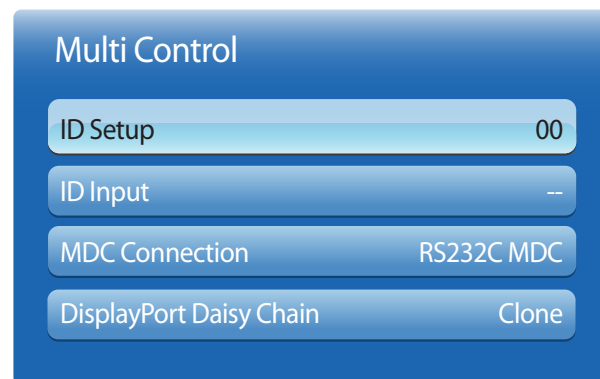 Multi Control
ID Setup 00
ID Input --
MDC Connection RS232C MDC
DisplayPort Daisy Chain Clone